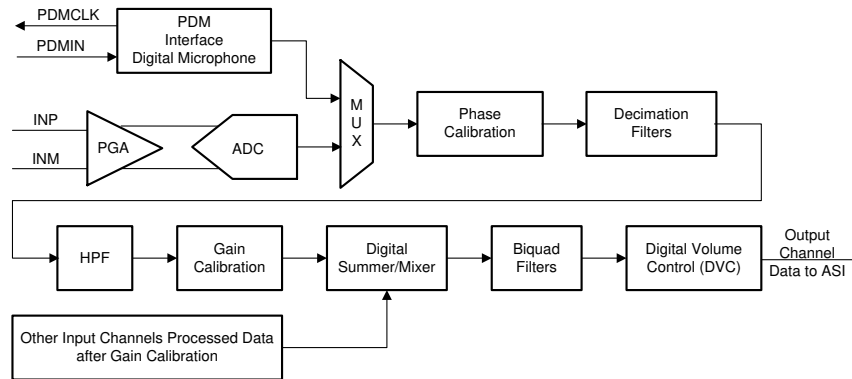 PDMCLK
PDMIN
PDM
Interface
Digital Microphone
INP
INM
PGA
ADC
M
U
X
Phase
Calibration
Decimation
Filters
HPF
Gain
Calibration
Digital
Summer/Mixer
Biquad
Filters
Digital Volume
Control (DVC)
Output
Channel
Data to ASI
Other Input Channels Processed Data
after Gain Calibration